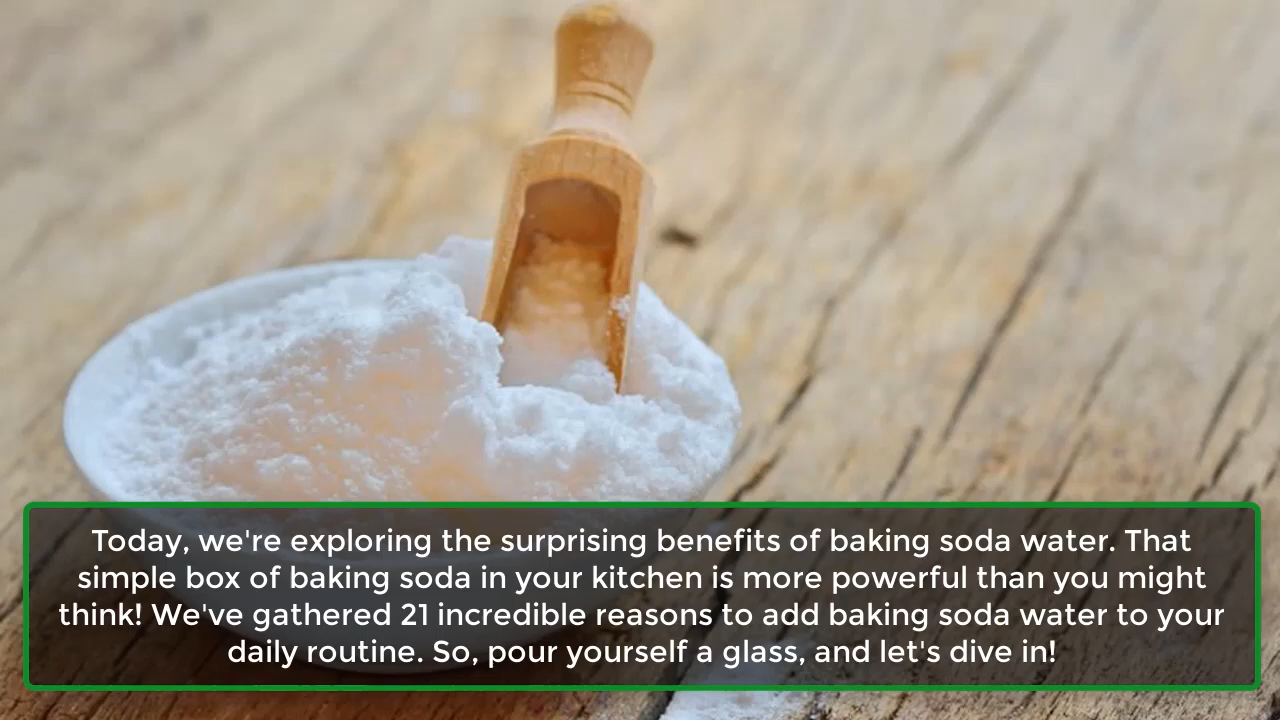 Today, we're exploring the surprising benefits of baking soda water. That
simple box of baking soda in your kitchen is more powerful than you might
think! We've gathered 21 incredible reasons to add baking soda water to your
daily routine. So, pour yourself a glass, and let's dive in!